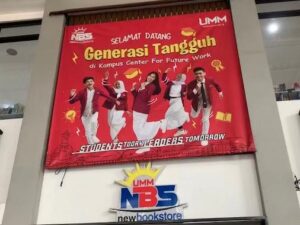 NBS
SELAMAT DATANG
UMM
Generasi Tangguh
di Kampus Center For Future Work
STUDENTS TODAY LEADERS TOMORROW
UMM
NBS
newbookstore